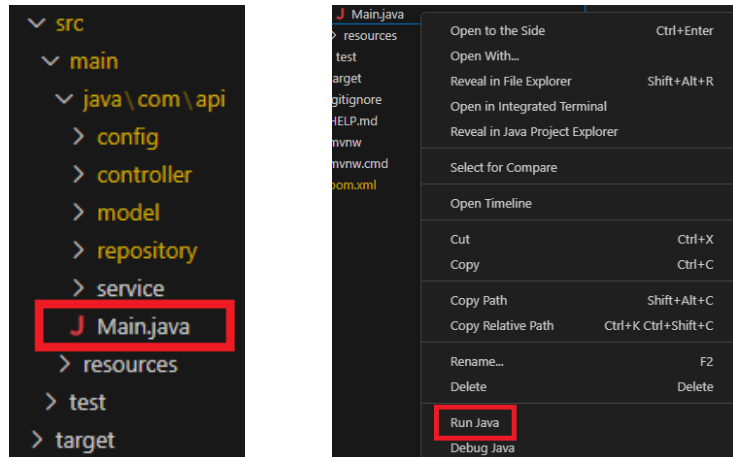 src
main
java\com\api
config
controller
model
repository
service
J Main.java
resources
test
target
J Main.java
resources
test
arget
gitignore
HELP.md
mvnw
mvnw.cmd
pom.xml
Open to the Side Ctrl+Enter
Open With...
Reveal in File Explorer Shift+Alt+R
Open in Integrated Terminal
Reveal in Java Project Explorer
Select for Compare
Open Timeline
Cut Ctrl+X
Copy Ctrl+C
Copy Path Shift+Alt+C
Copy Relative Path Ctrl+K Ctrl+Shift+C
Rename... F2
Delete Delete
Run Java
Debug Java